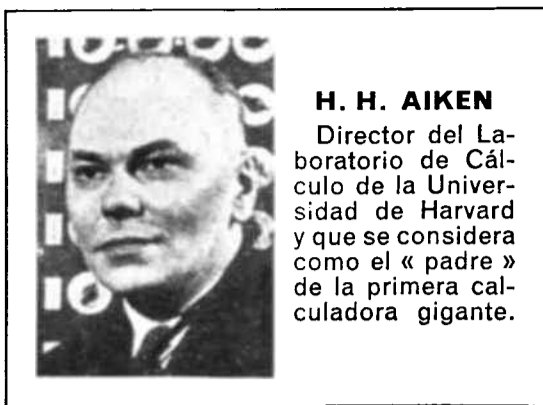 H. H. AIKEN
Director del La-
boratorio de Cál-
culo de la Univer-
sidad de Harvard
y que se considera
como el « padre »
de la primera cal-
culadora gigante.